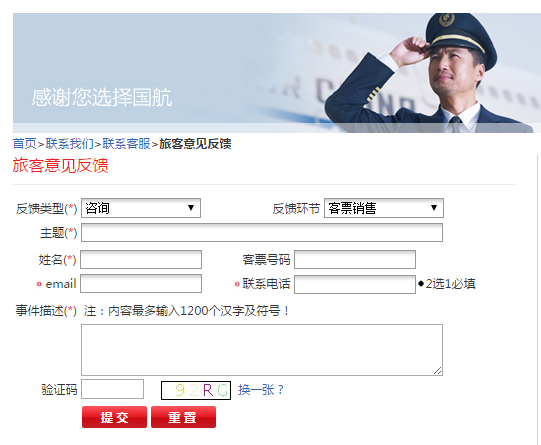 感谢您选择国航
首页>联系我们>联系客服>旅客意见反馈
旅客意见反馈
反馈类型(*) 咨询 反馈环节 客票销售
主题(*)
姓名(*) 客票号码
email 联系电话 ●2选1必填
事件描述(*) 注：内容最多输入1200个汉字及符号！
验证码 换一张？
提 交 重 置